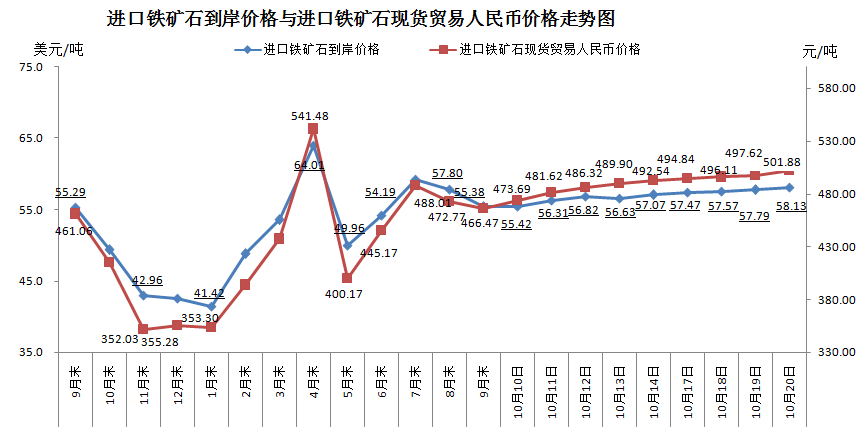 进口铁矿石到岸价格与进口铁矿石现货贸易人民币价格走势图
美元/吨
进口铁矿石到岸价格
进口铁矿石现货贸易人民币价格
元/吨
75.0
65.0
55.0
45.0
35.0
580.00
530.00
480.00
430.00
380.00
330.00
55.29
42.96
41.42
64.01
49.96
54.19
57.80
55.38
55.42
56.31
56.82
56.63
57.07
57.47
57.57
57.79
58.13
461.06
352.03
355.28
353.30
541.48
400.17
445.17
488.01
472.77
466.47
473.69
481.62
486.32
489.90
492.54
494.84
496.11
497.62
501.88
9月末
10月末
11月末
12月末
1月末
2月末
3月末
4月末
5月末
6月末
7月末
8月末
9月末
10月10日
10月11日
10月12日
10月13日
10月14日
10月17日
10月18日
10月19日
10月20日